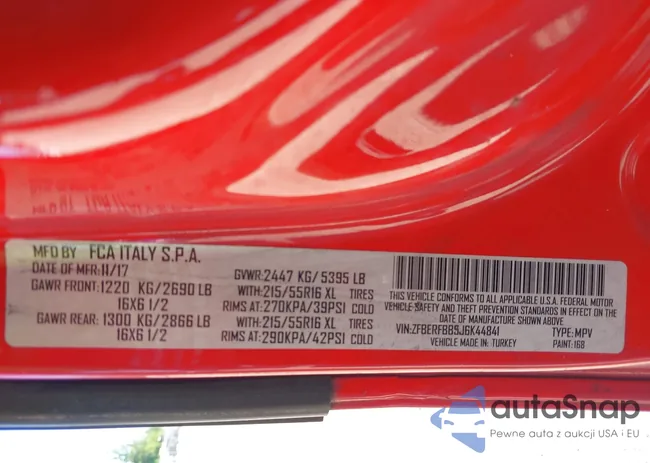 MFD BY FCA ITALY S.P.A.
DATE OF MFR: 11/17 GVWR: 2447 KG/ 5395 LB
GAWR FRONT: 1220 KG/2690 LB WITH 215/55R16 XL TIRES
16X6 1/2 RIMS AT: 270KPA/39PSI COLD
GAWR REAR: 1300 KG/2866 LB WITH 215/55R16 XL TIRES
16X6 1/2 RIMS AT: 290KPA/42PSI COLD
THIS VEHICLE CONFORMS TO ALL APPLICABLE U.S.A. FEDERAL MOTOR
VEHICLE SAFETY AND THEFT PREVENTION STANDARDS IN EFFECT ON THE
DATE OF MANUFACTURE SHOWN ABOVE.
VIN: ZFBERFBB5J6K44841 TYPE: MPV
VEHICLE MADE IN: TURKEY PAINT: 168
autaSnap
Pewne auta z aukcji USA i EU